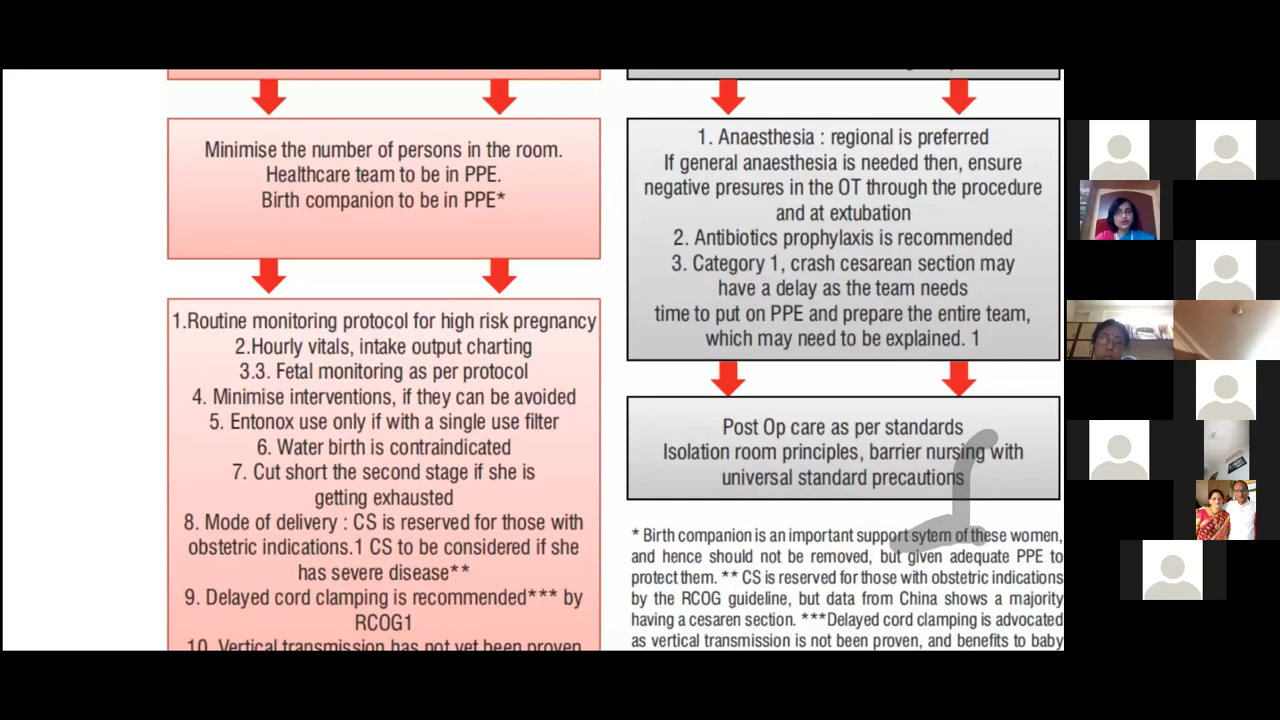 Minimise the number of persons in the room.
Healthcare team to be in PPE.
Birth companion to be in PPE*
1.Routine monitoring protocol for high risk pregnancy
2.Hourly vitals, intake output charting
3.3. Fetal monitoring as per protocol
4. Minimise interventions, if they can be avoided
5. Entonox use only if with a single use filter
6. Water birth is contraindicated
7. Cut short the second stage if she is
getting exhausted
8. Mode of delivery : CS is reserved for those with
obstetric indications.1 CS to be considered if she
has severe disease**
9. Delayed cord clamping is recommended*** by
RCOG1
10. Vertical transmission has not yet been proven
1. Anaesthesia : regional is preferred
If general anaesthesia is needed then, ensure
negative presures in the OT through the procedure
and at extubation
2. Antibiotics prophylaxis is recommended
3. Category 1, crash cesarean section may
have a delay as the team needs
time to put on PPE and prepare the entire team,
which may need to be explained. 1
Post Op care as per standards
Isolation room principles, barrier nursing with
universal standard precautions
* Birth companion is an important support sytem of these women,
and hence should not be removed, but given adequate PPE to
protect them. ** CS is reserved for those with obstetric indications
by the RCOG guideline, but data from China shows a majority
having a cesaren section. ***Delayed cord clamping is advocated
as vertical transmission is not been proven, and benefits to baby